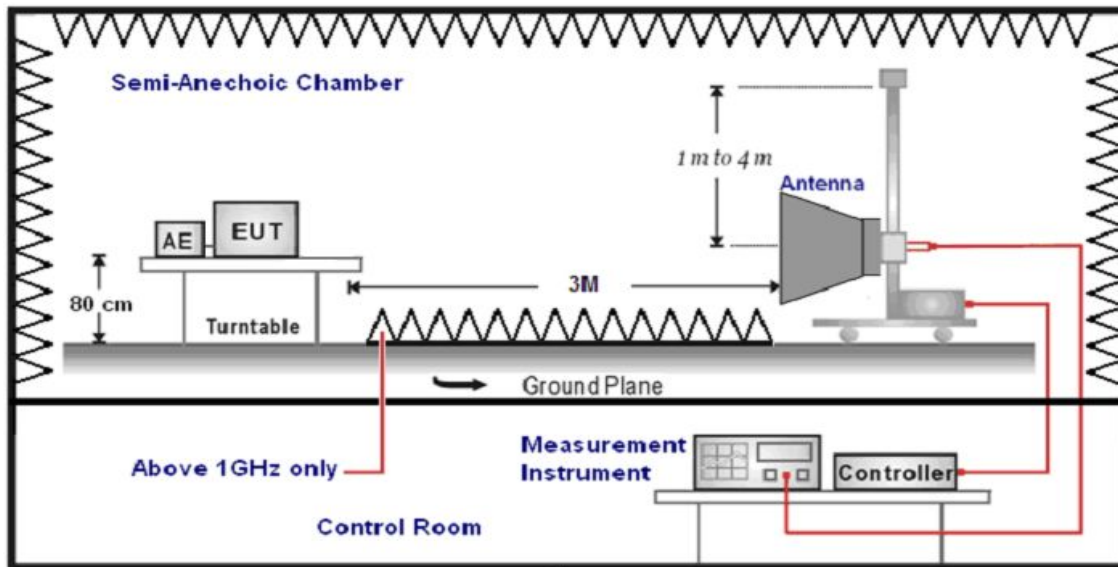 Semi-Anechoic Chamber
1 m to 4 m
Antenna
AE
EUT
3M
80 cm
Turntable
Ground Plane
Above 1GHz only
Measurement
Instrument
Controller
Control Room